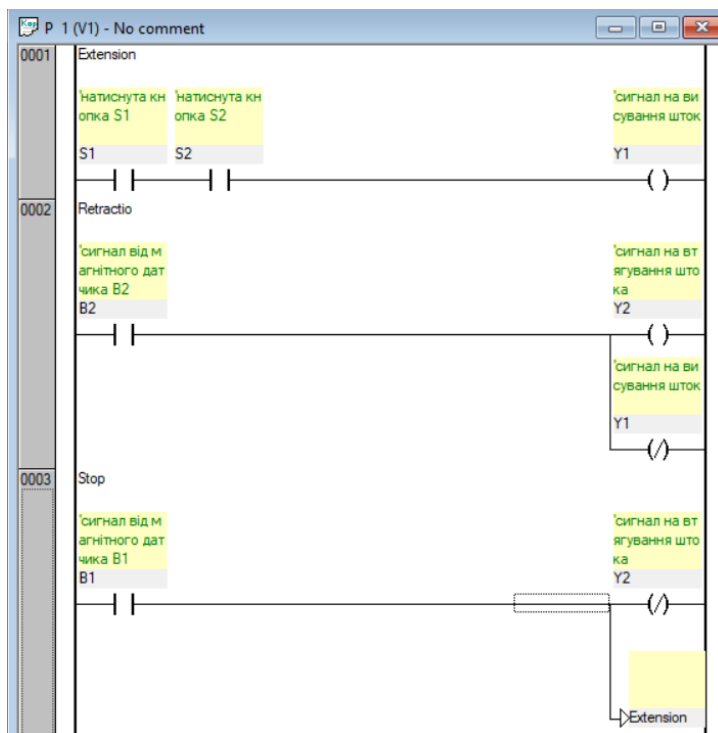 Kop P 1 (V1) - No comment
0001 Extension
'натиснута кн 'натиснута кн 'сигнал на ви
опка S1 опка S2 сування шток
S1 S2 Y1
0002 Retractio
'сигнал від м 'сигнал на вт
агнітного дат ягування што
чика B2 ка
B2 Y2
'сигнал на ви
сування шток
Y1
0003 Stop
'сигнал від м 'сигнал на вт
агнітного дат ягування што
чика B1 ка
B1 Y2
Extension